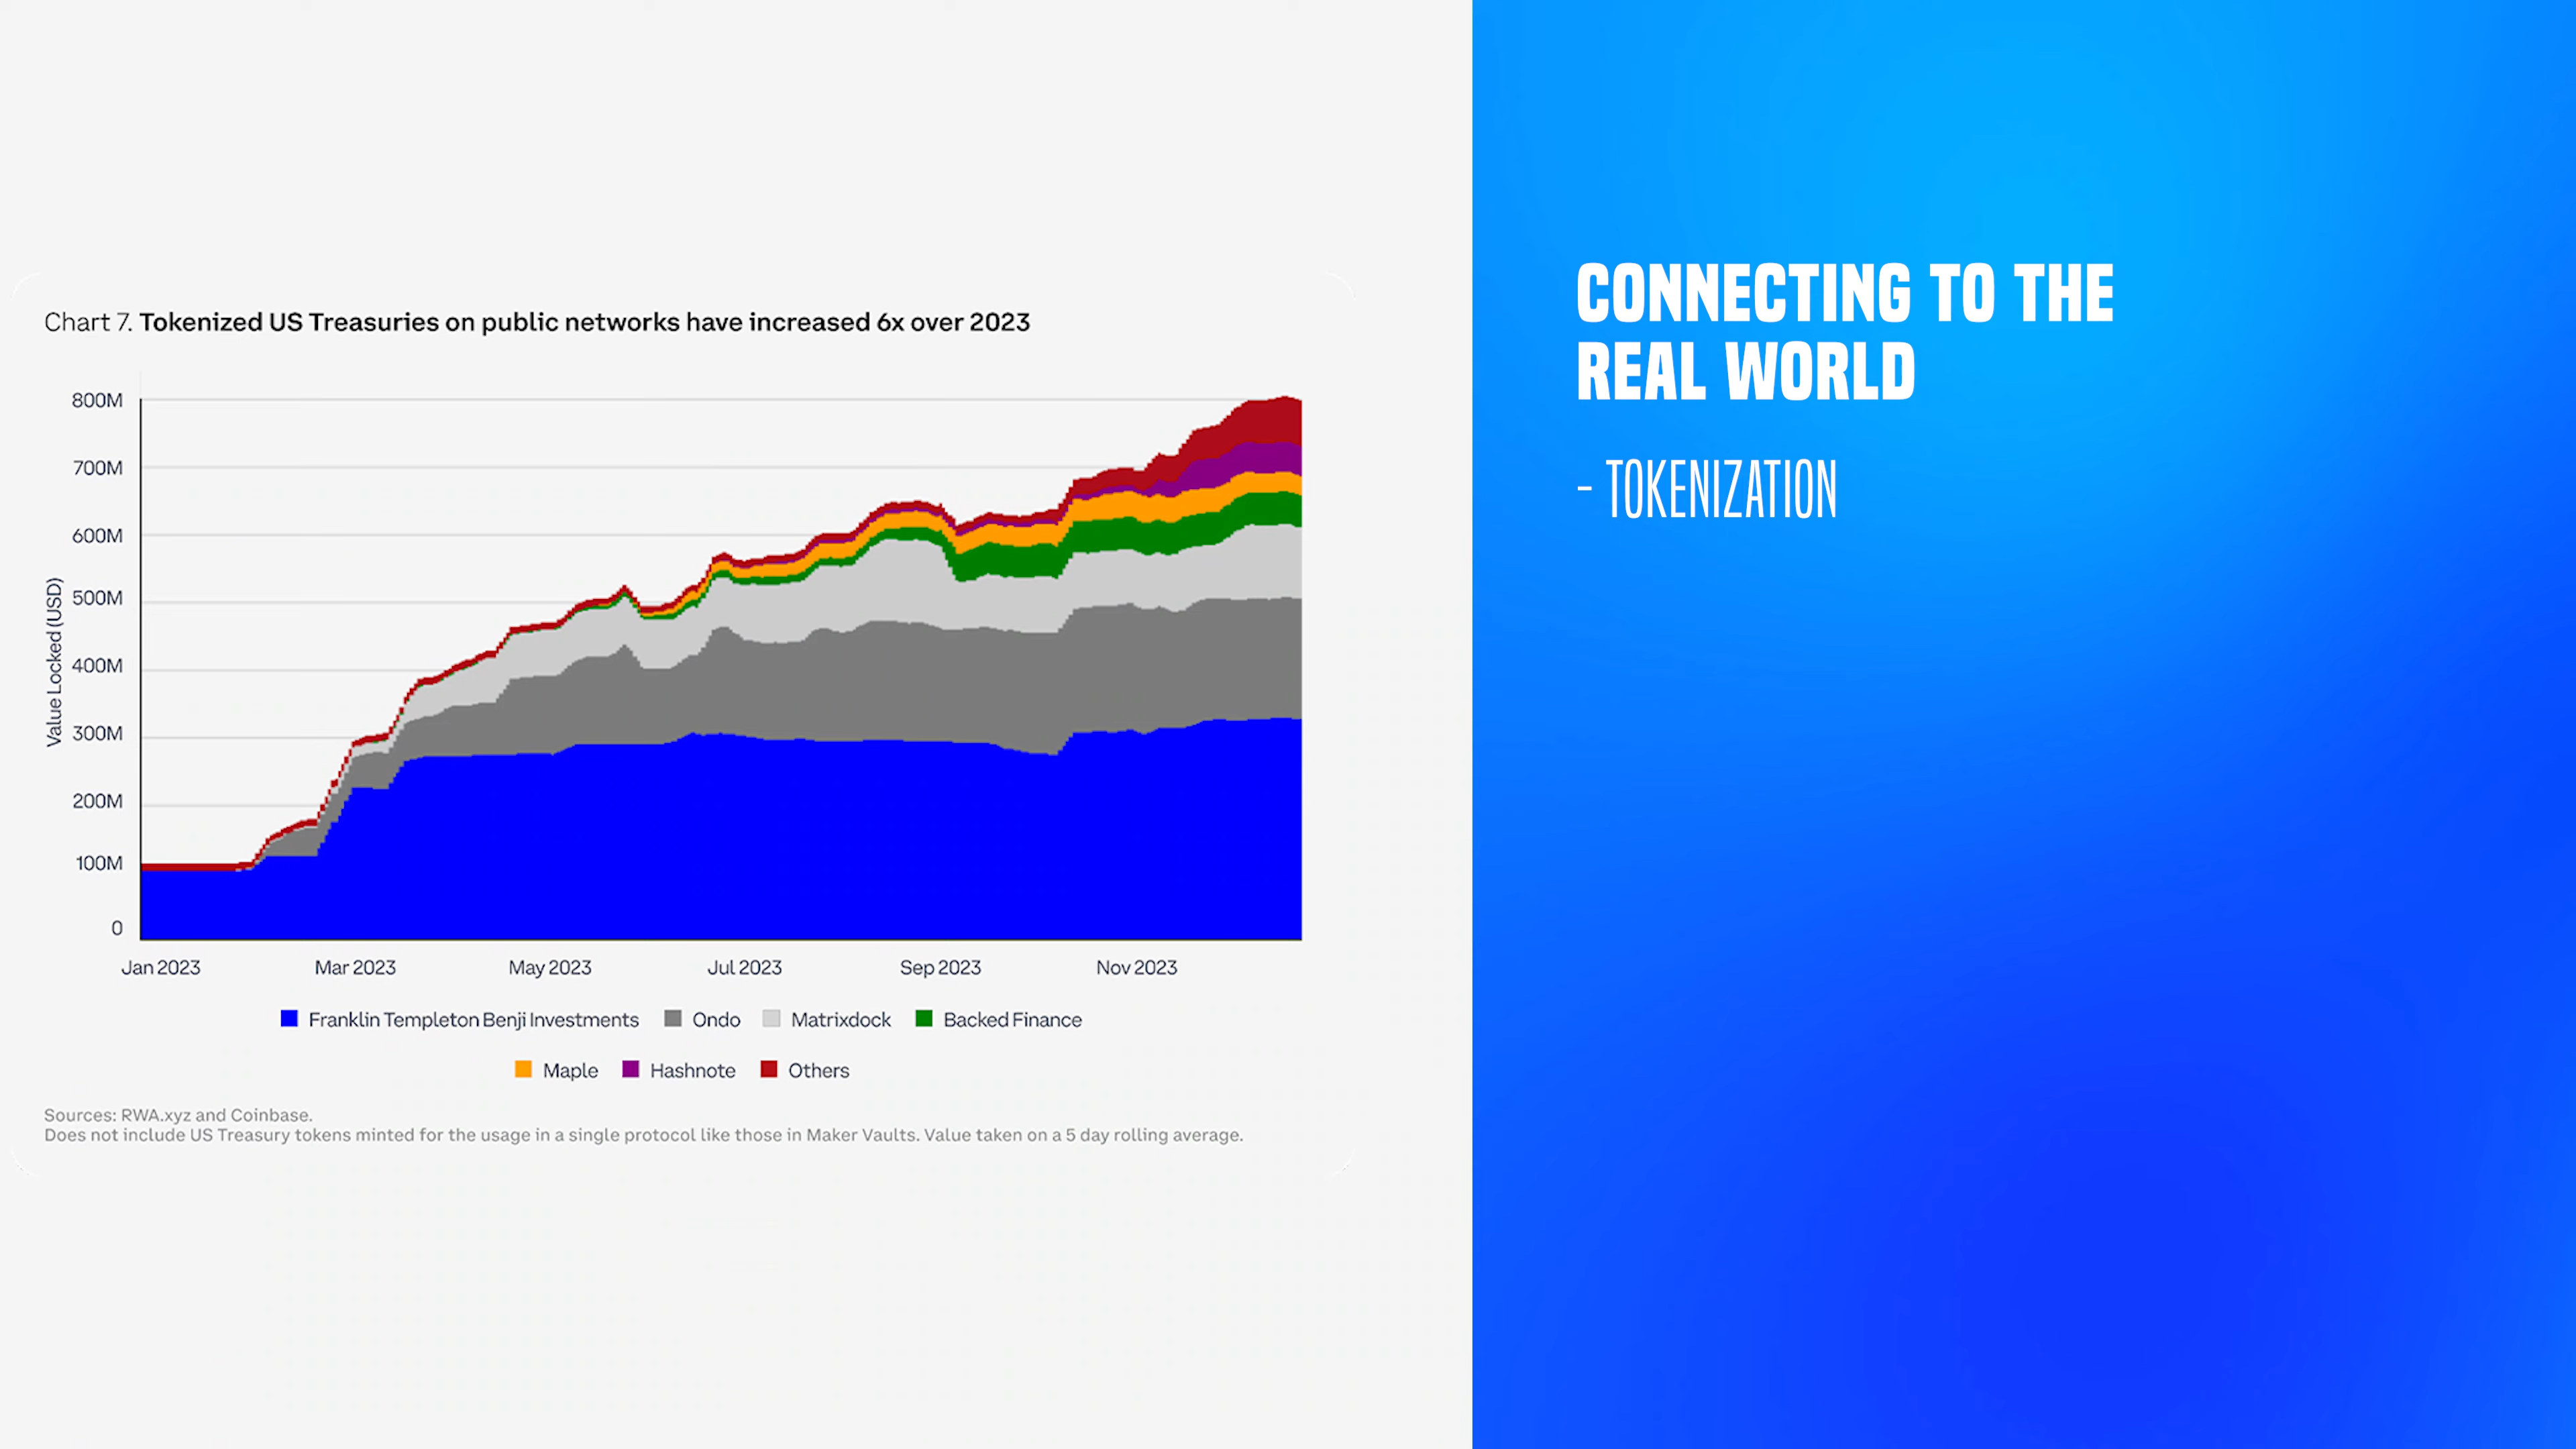 Chart 7. Tokenized US Treasuries on public networks have increased 6x over 2023
Value Locked (USD)
800M
700M
600M
500M
400M
300M
200M
100M
0
Jan 2023 Mar 2023 May 2023 Jul 2023 Sep 2023 Nov 2023
Franklin Templeton Benji Investments Ondo Matrixdock Backed Finance
Maple Hashnote Others
Sources: RWA.xyz and Coinbase.
Does not include US Treasury tokens minted for the usage in a single protocol like those in Maker Vaults. Value taken on a 5 day rolling average.
CONNECTING TO THE
REAL WORLD
- TOKENIZATION